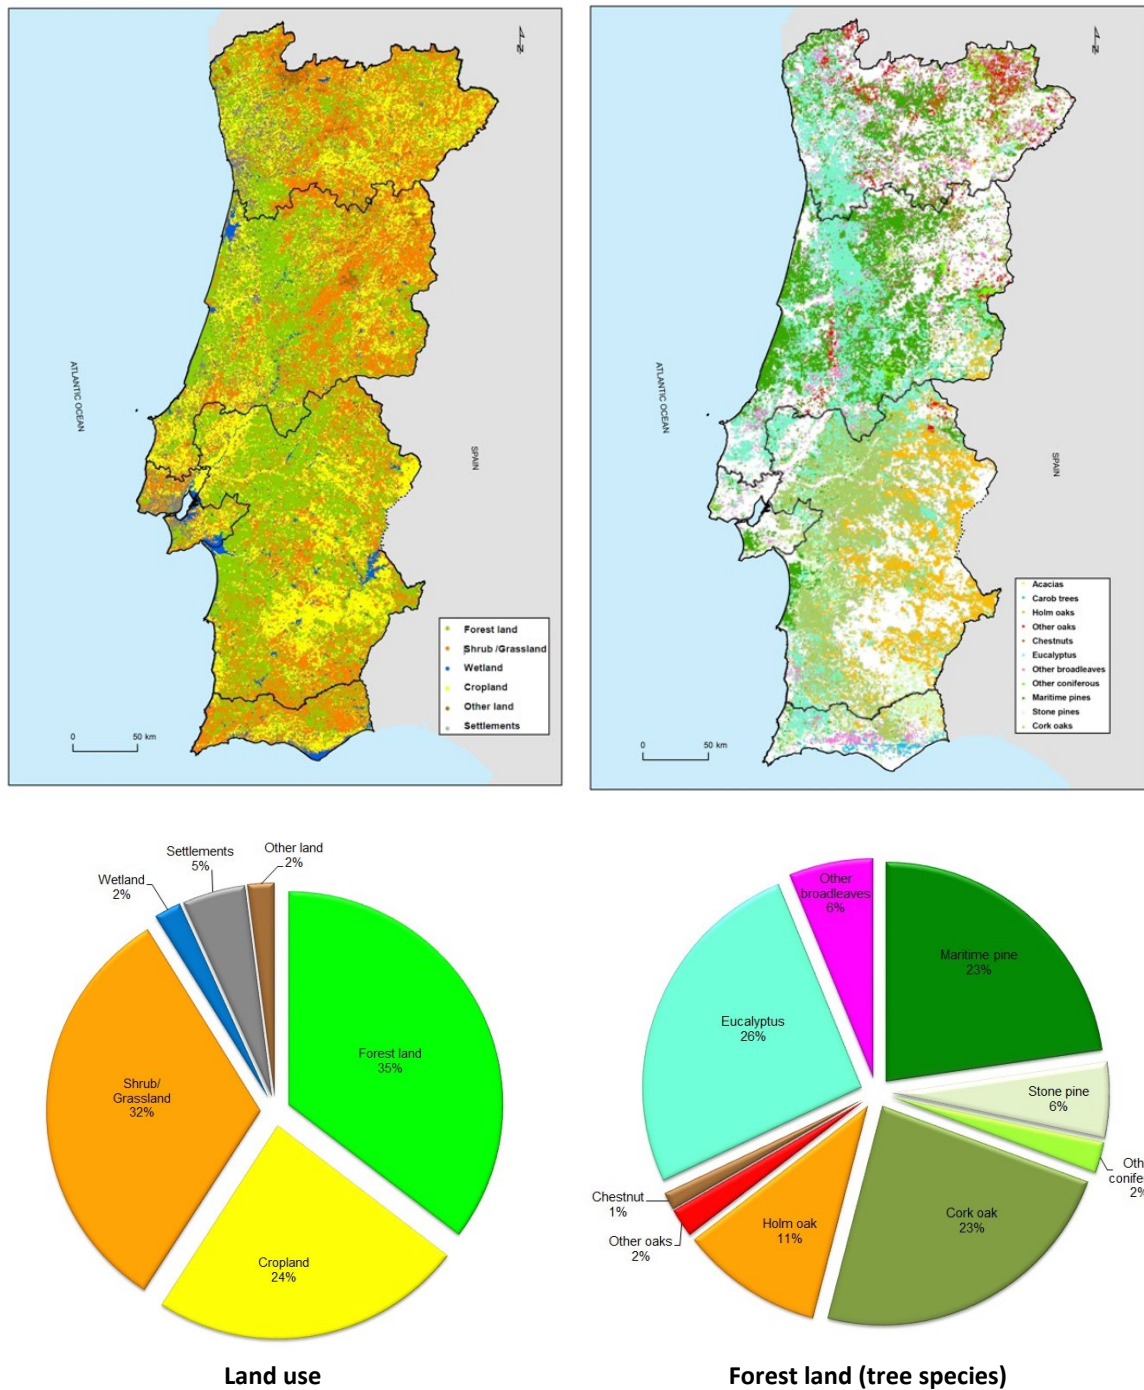 N
ATLANTIC OCEAN
SPAIN
Forest land
Shrub /Grassland
Wetland
Cropland
Other land
Settlements
0 50 km
N
ATLANTIC OCEAN
SPAIN
Acacias
Carob trees
Holm oaks
Other oaks
Chestnuts
Eucalyptus
Other broadleaves
Other coniferous
Maritime pines
Stone pines
Cork oaks
0 50 km
Settlements
5%
Other land
2%
Wetland
2%
Forest land
35%
Shrub/
Grassland
32%
Cropland
24%
Land use
Other
broadleaves
6%
Maritime pine
23%
Eucalyptus
26%
Stone pine
6%
Oth
conife
2%
Chestnut
1%
Other oaks
2%
Holm oak
11%
Cork oak
23%
Forest land (tree species)